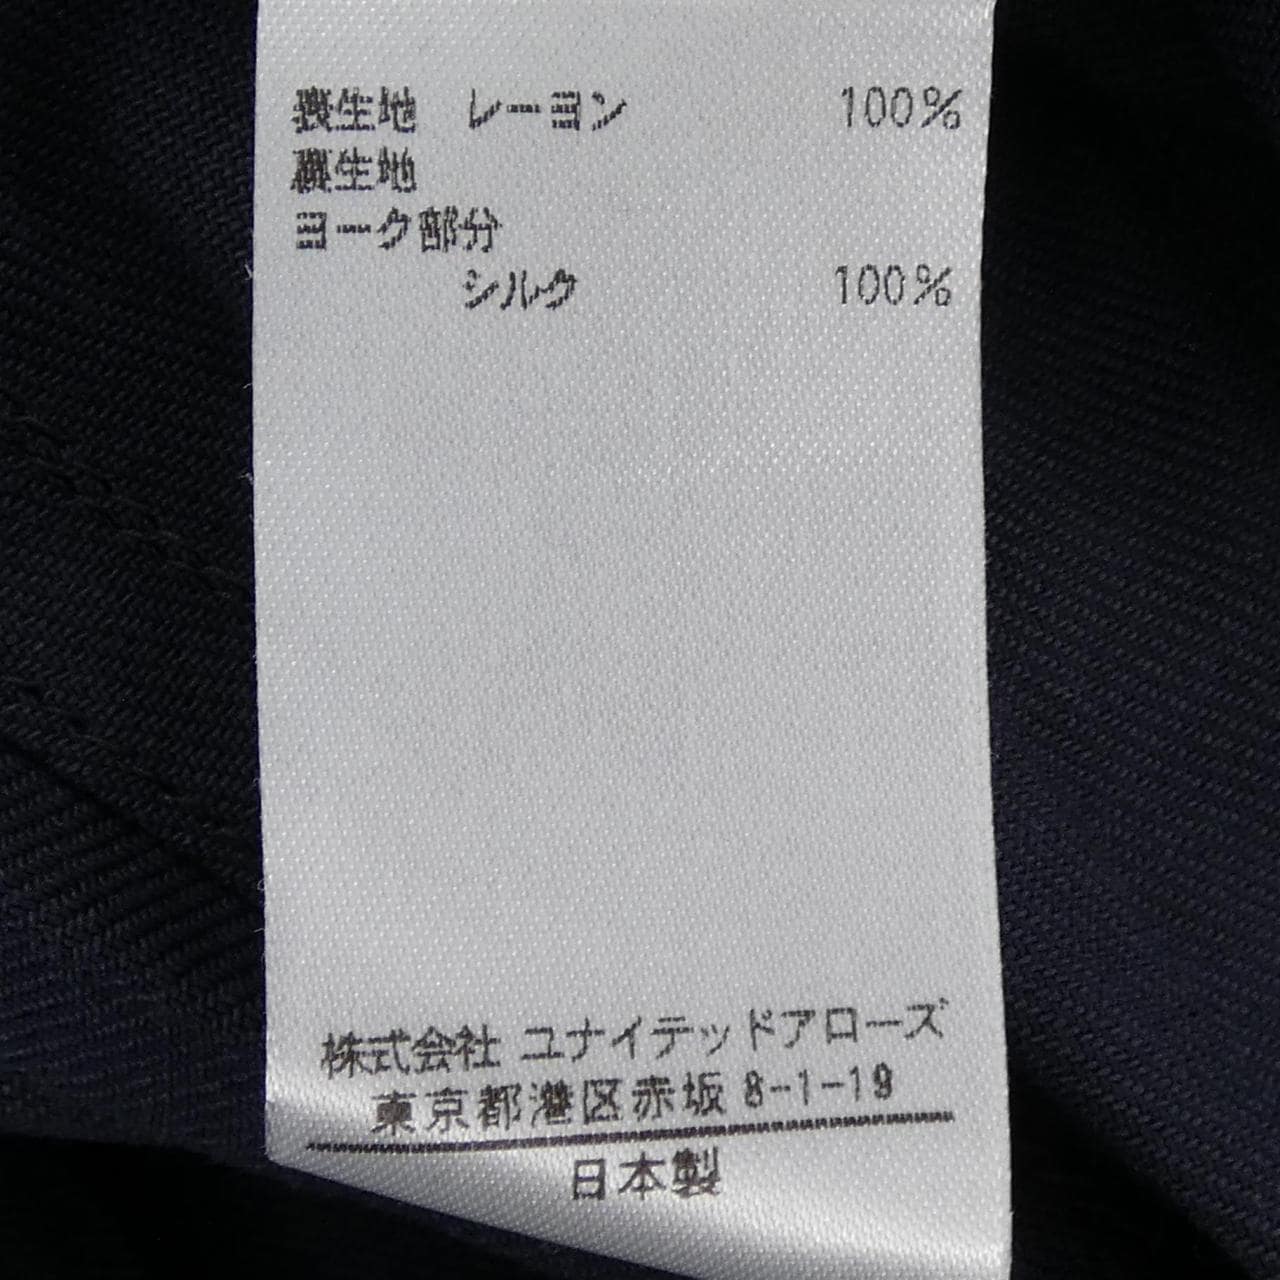 表生地 レーヨン 100%
裏生地
ヨーク部分
シルク 100%
株式会社 ユナイテッドアローズ
東京都港区赤坂 8-1-19
日本製